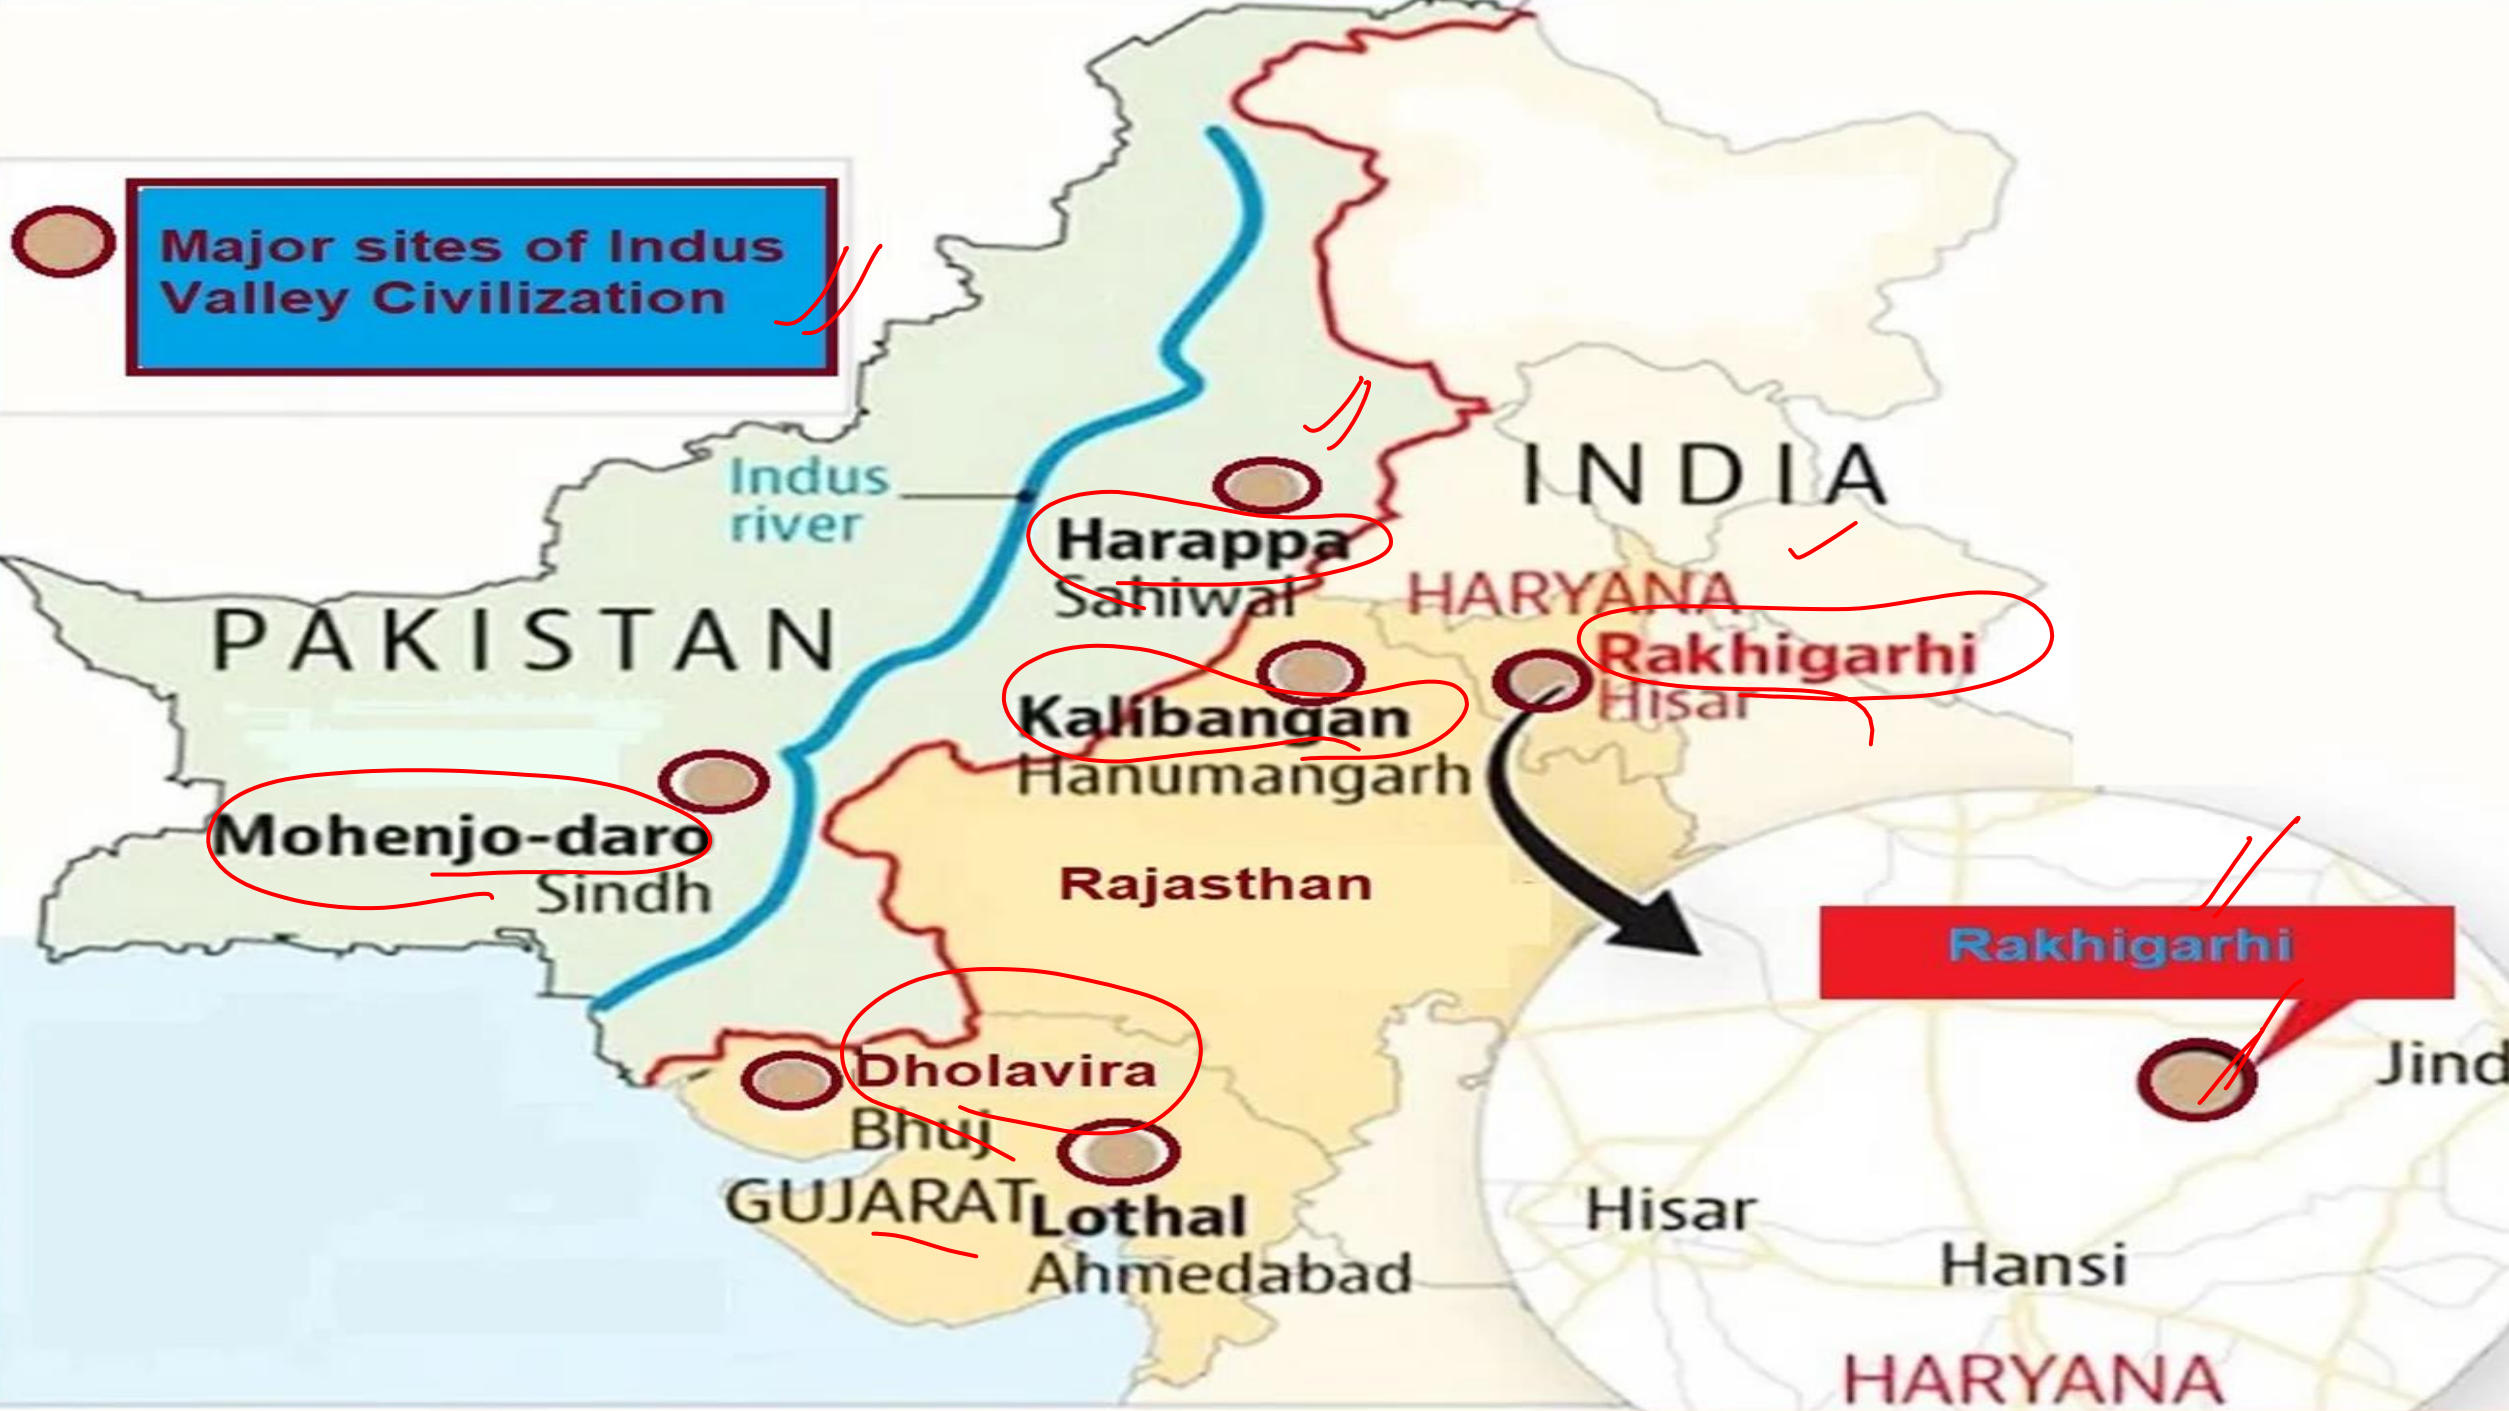 Major sites of Indus
Valley Civilization
INDIA
Indus
river
Harappa
Sahiwal
HARYANA
PAKISTAN
Rakhigarhi
Hisar
Kalibangan
Hanumangarh
Mohenjo-daro
Sindh
Rajasthan
Rakhigarhi
Dholavira
Bhuj
Jind
GUJARAT
Lothal
Ahmedabad
Hisar
Hansi
HARYANA